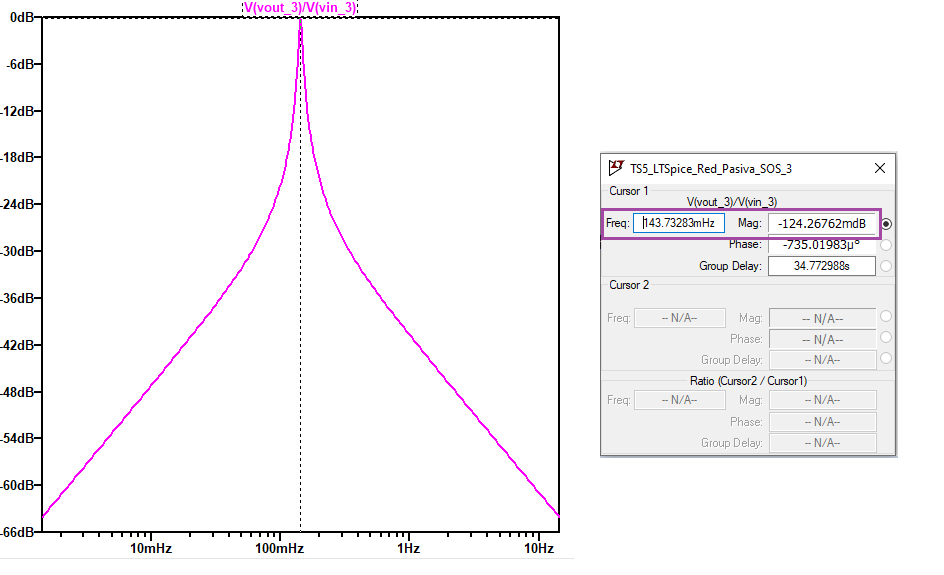 V(vout_3)/V(vin_3)
0dB
-6dB
-12dB
-18dB
-24dB
-30dB
-36dB
-42dB
-48dB
-54dB
-60dB
-66dB
10mHz 100mHz 1Hz 10Hz
TS5_LTSpice_Red_Pasiva_SOS_3
Cursor 1
V(vout_3)/V(vin_3)
Freq: 143.73283mHz Mag: -124.26762mdB
Phase: -735.01983µ°
Group Delay: 34.772988s
Cursor 2
Freq: -- N/A-- Mag: -- N/A--
Phase: -- N/A--
Group Delay: -- N/A--
Ratio (Cursor2 / Cursor1)
Freq: -- N/A-- Mag: -- N/A--
Phase: -- N/A--
Group Delay: -- N/A--